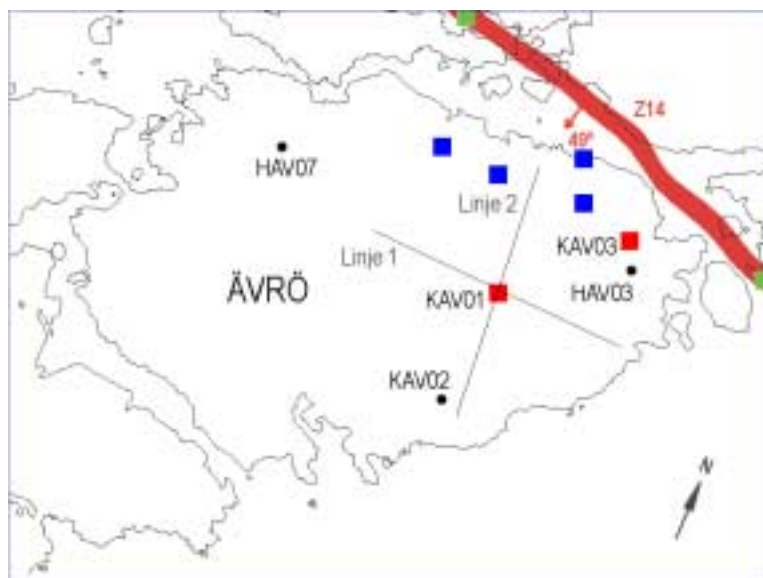 Z14
49°
HAV07
Linje 2
KAV03
Linje 1
ÄVRÖ
KAV01
HAV03
KAV02
N